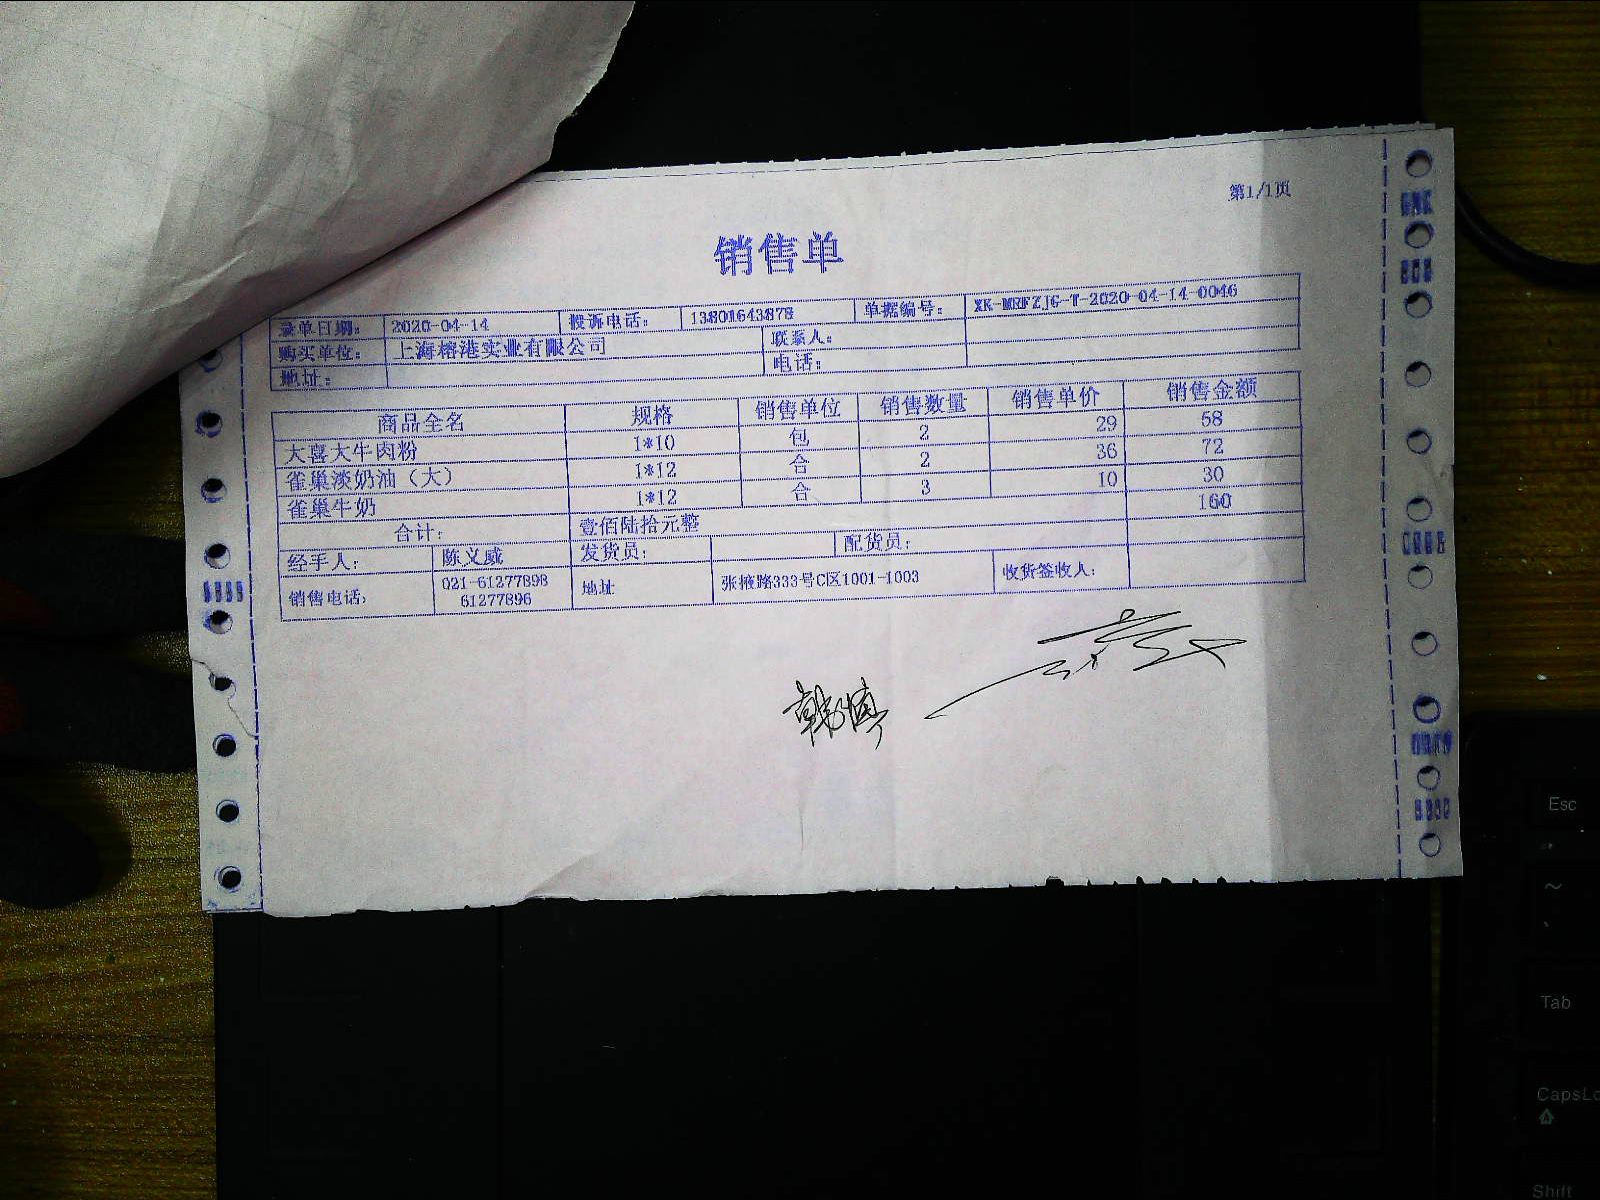 第1/1页
销售单
录单日期： 2020-04-14 投诉电话： 13801643878 单据编号： XK-MRFZJG-T-2020-04-14-0046
购买单位： 上海榕港实业有限公司 联系人：
地址： 电话：
商品全名 规格 销售单位 销售数量 销售单价 销售金额
大喜大牛肉粉 1*10 包 2 29 58
雀巢淡奶油（大） 1*12 合 2 36 72
雀巢牛奶 1*12 合 3 10 30
合计： 壹佰陆拾元整 160
经手人： 陈义威 发货员： 配货员：
销售电话： 021-61277898 61277896 地址 张掖路333号C区1001-1003 收货签收人：
Esc
~
Tab
CapsLo
Shift